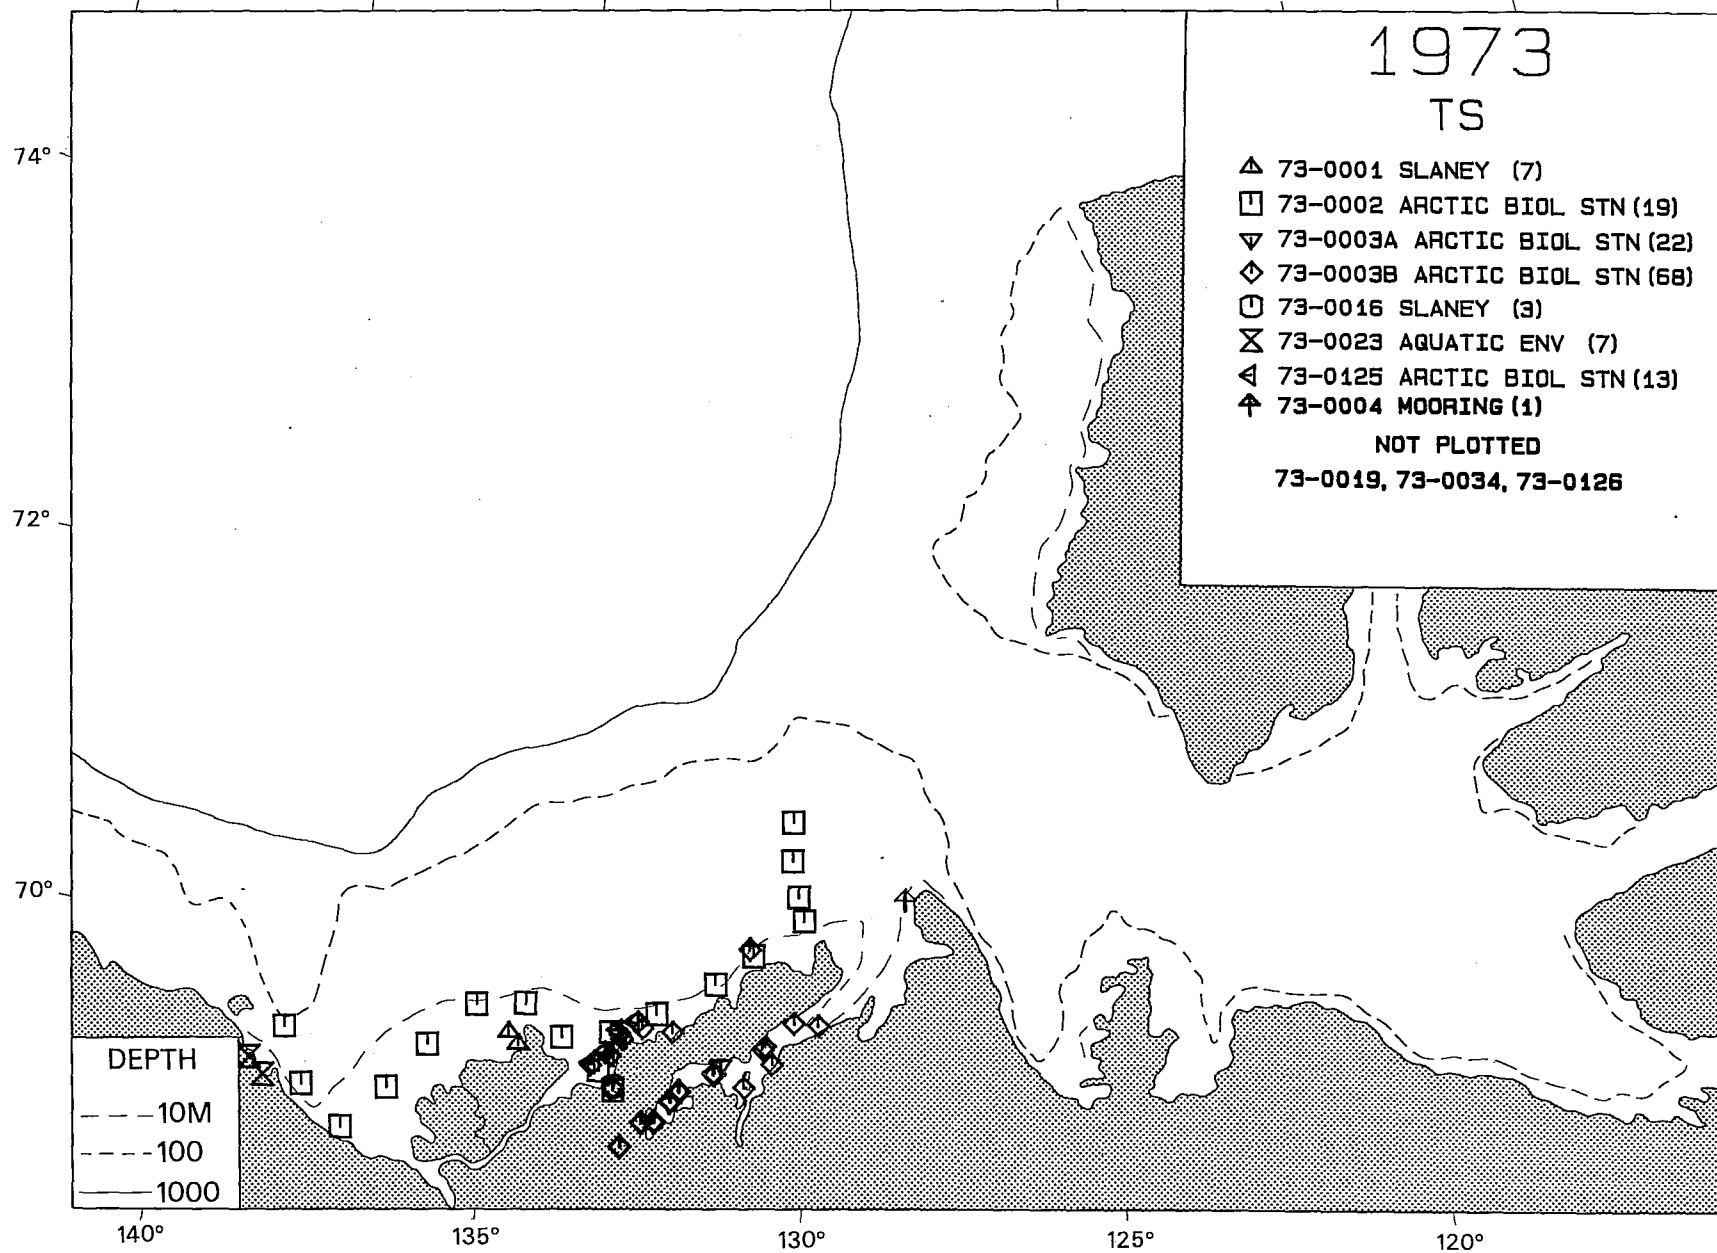 1973
TS
73-0001 SLANEY (7)
73-0002 ARCTIC BIOL STN (19)
73-0003A ARCTIC BIOL STN (22)
73-0003B ARCTIC BIOL STN (68)
73-0016 SLANEY (3)
73-0023 AQUATIC ENV (7)
73-0125 ARCTIC BIOL STN (13)
73-0004 MOORING (1)
NOT PLOTTED
73-0019, 73-0034, 73-0126
74°
72°
70°
DEPTH
10M
100
1000
140°
135°
130°
125°
120°